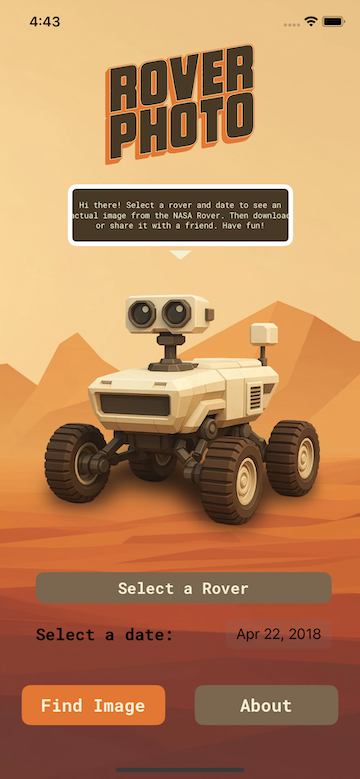 4:43
ROVER
PHOTO
Hi there! Select a rover and date to see an
actual image from the NASA Rover. Then download
or share it with a friend. Have fun!
Select a Rover
Select a date: Apr 22, 2018
Find Image About